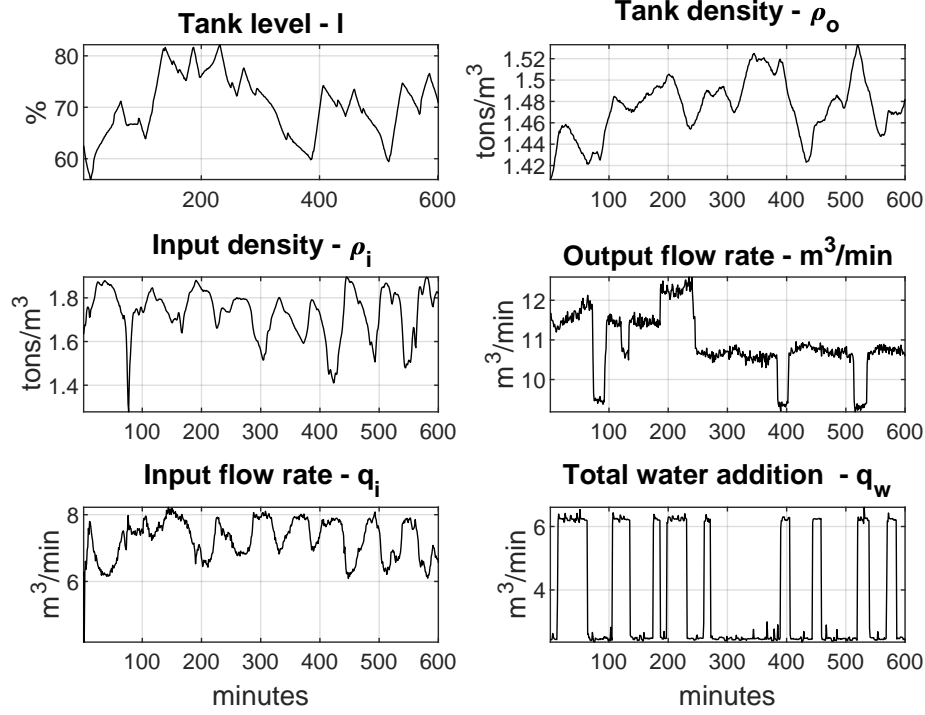 Tank level - l
%
80
70
60
200
400
600
Tank density - ρo
tons/m3
1.52
1.5
1.48
1.46
1.44
1.42
100 200 300 400 500 600
Input density - ρi
tons/m3
1.8
1.6
1.4
100 200 300 400 500 600
Output flow rate - m3/min
m3/min
12
11
10
100 200 300 400 500 600
Input flow rate - qi
m3/min
8
6
100 200 300 400 500 600
minutes
Total water addition - qw
m3/min
6
4
100 200 300 400 500 600
minutes